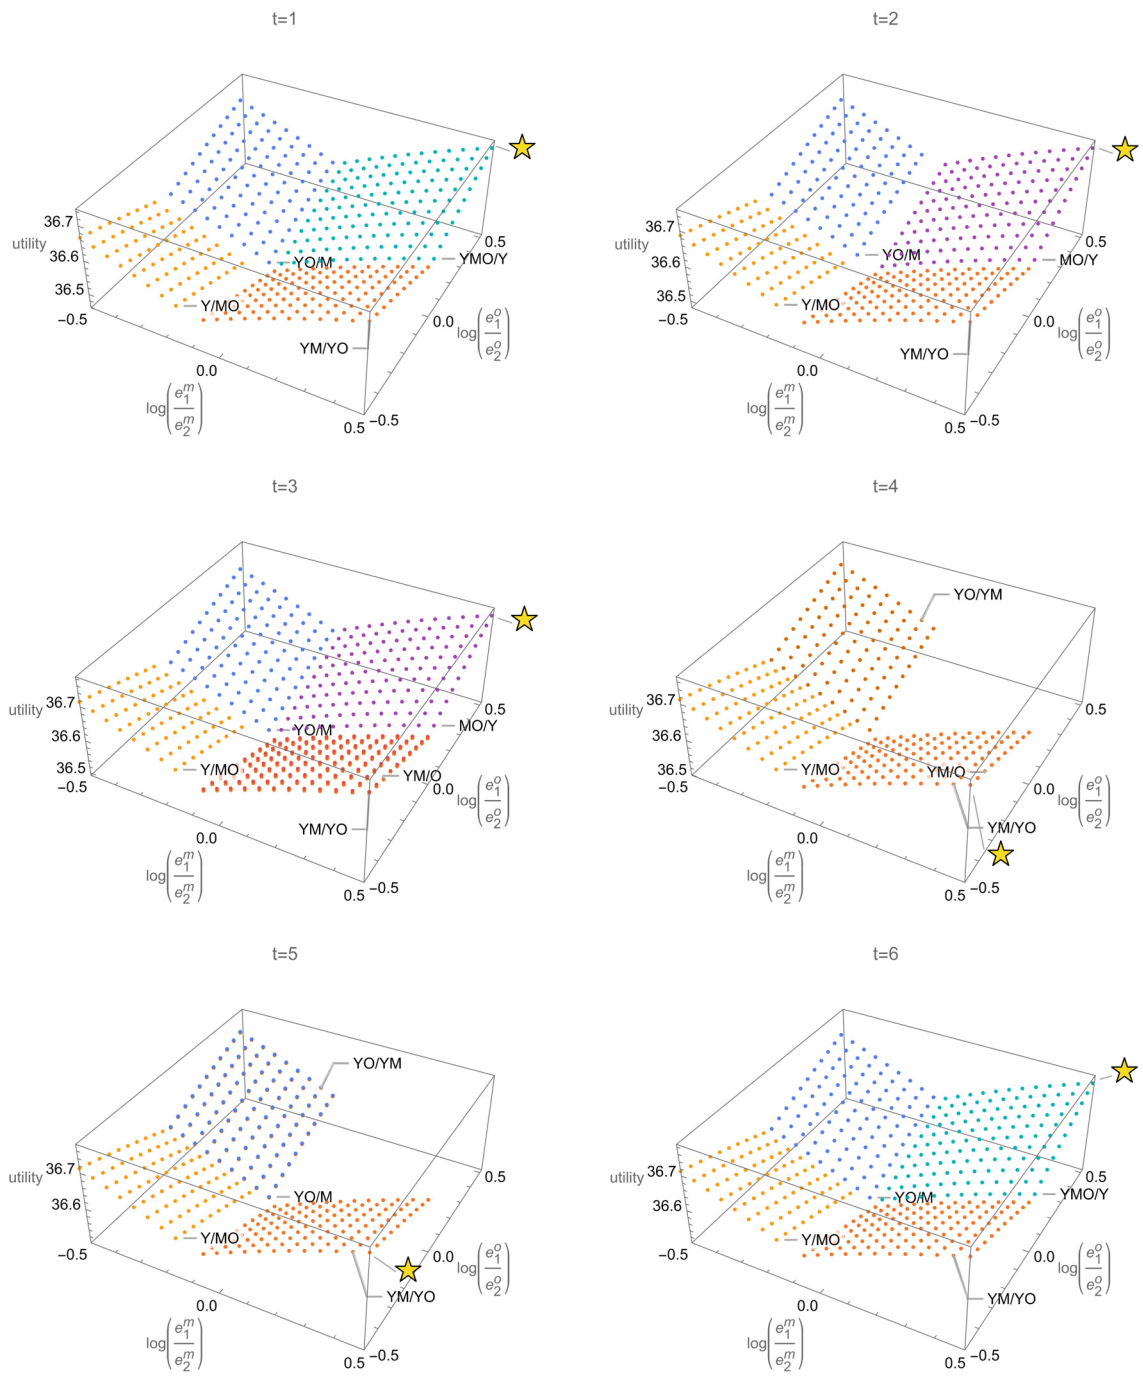 t=1
36.7
utility
36.6
36.5
−0.5
0.0
0.5
−0.5
0.0
0.5
log(e₁ᵐ/e₂ᵐ)
log(e₁ᵒ/e₂ᵒ)
YO/M
YMO/Y
Y/MO
YM/YO
t=2
36.7
utility
36.6
36.5
−0.5
0.0
0.5
−0.5
0.0
0.5
log(e₁ᵐ/e₂ᵐ)
log(e₁ᵒ/e₂ᵒ)
YO/M
MO/Y
Y/MO
YM/YO
t=3
36.7
utility
36.6
36.5
−0.5
0.0
0.5
−0.5
0.0
0.5
log(e₁ᵐ/e₂ᵐ)
log(e₁ᵒ/e₂ᵒ)
YO/M
MO/Y
Y/MO
YM/O
YM/YO
t=4
36.7
utility
36.6
36.5
−0.5
0.0
0.5
−0.5
0.0
0.5
log(e₁ᵐ/e₂ᵐ)
log(e₁ᵒ/e₂ᵒ)
YO/YM
Y/MO
YM/O
YM/YO
t=5
36.7
utility
36.6
−0.5
0.0
0.5
−0.5
0.0
0.5
log(e₁ᵐ/e₂ᵐ)
log(e₁ᵒ/e₂ᵒ)
YO/YM
YO/M
Y/MO
YM/YO
t=6
36.7
utility
36.6
−0.5
0.0
0.5
−0.5
0.0
0.5
log(e₁ᵐ/e₂ᵐ)
log(e₁ᵒ/e₂ᵒ)
YO/M
YMO/Y
Y/MO
YM/YO